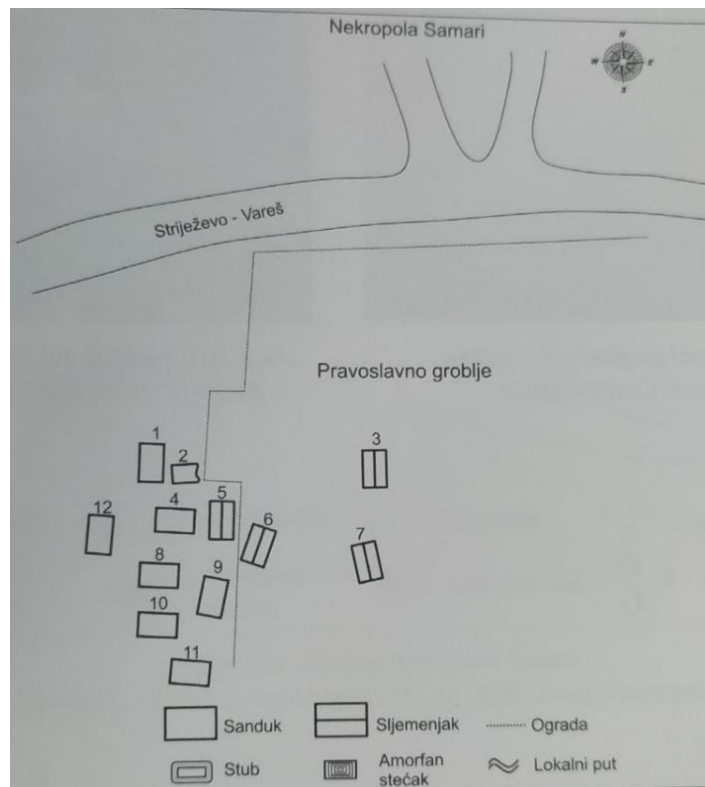 Nekropola Samari
N
W E
S
Striježevo - Vareš
Pravoslavno groblje
1
2
3
4
5
6
7
8
9
10
11
12
Sanduk
Sljemenjak
Ograda
Stub
Amorfan
stećak
Lokalni put